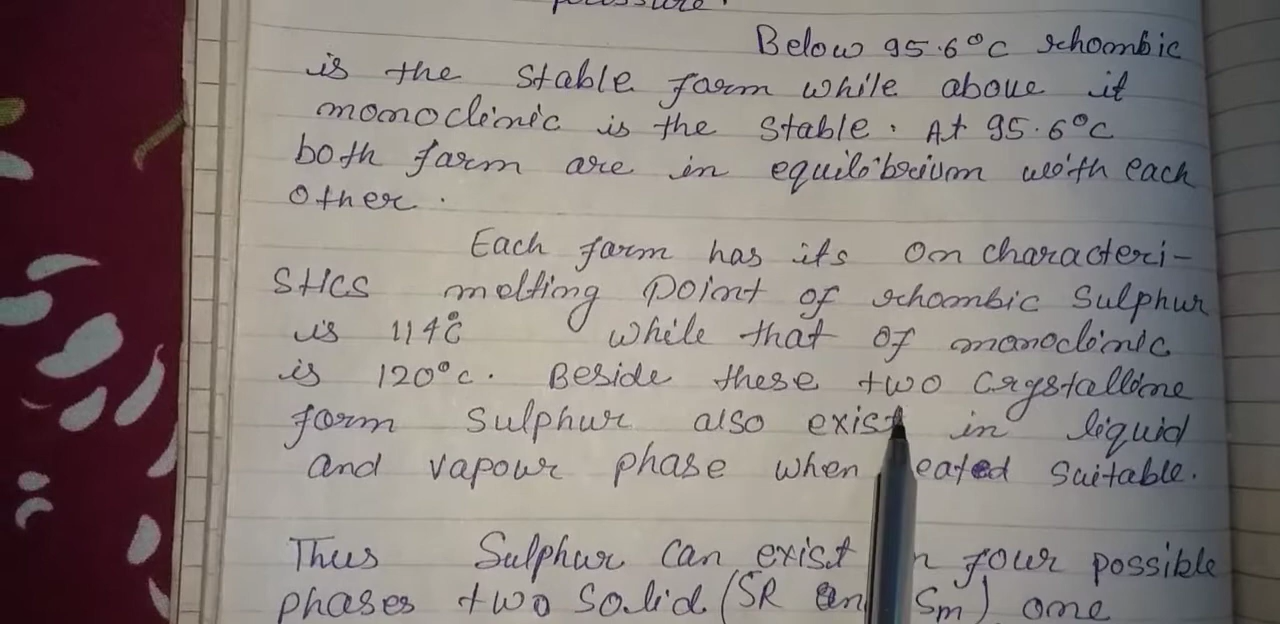 Below 95.6°C rhombic
is the stable form while above it
monoclinic is the stable. At 95.6°C
both form are in equilibrium with each
other.
Each form has its on characteri-
stics melting point of rhombic Sulphur
is 114°C while that of monoclinic
is 120°C. Beside these two crystalline
form Sulphur also exist in liquid
and vapour phase when eated suitable.
Thus Sulphur can exist n four possible
phases two solid (SR an Sm) one